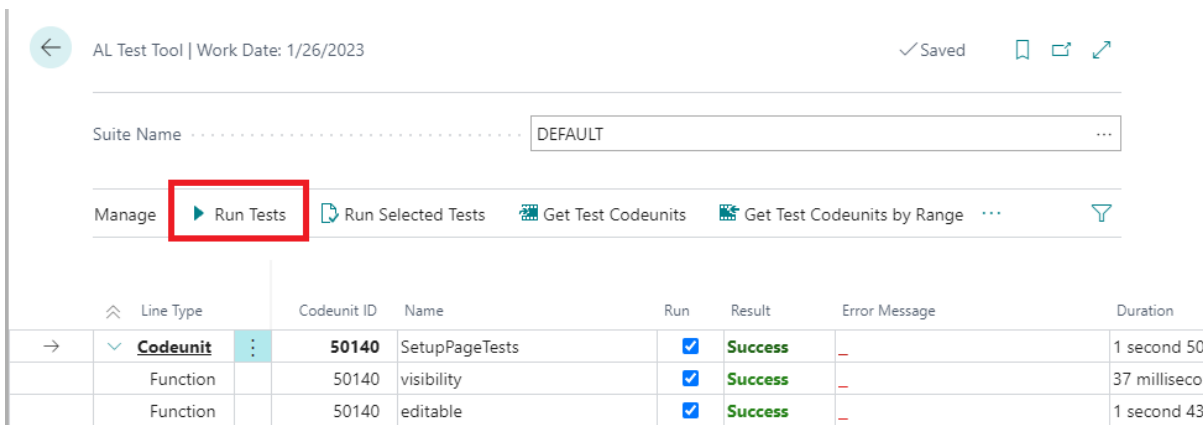 AL Test Tool | Work Date: 1/26/2023 Saved
Suite Name DEFAULT
Manage Run Tests Run Selected Tests Get Test Codeunits Get Test Codeunits by Range
Line Type Codeunit ID Name Run Result Error Message Duration
Codeunit 50140 SetupPageTests Success _ 1 second 50
Function 50140 visibility Success _ 37 milliseco
Function 50140 editable Success _ 1 second 43